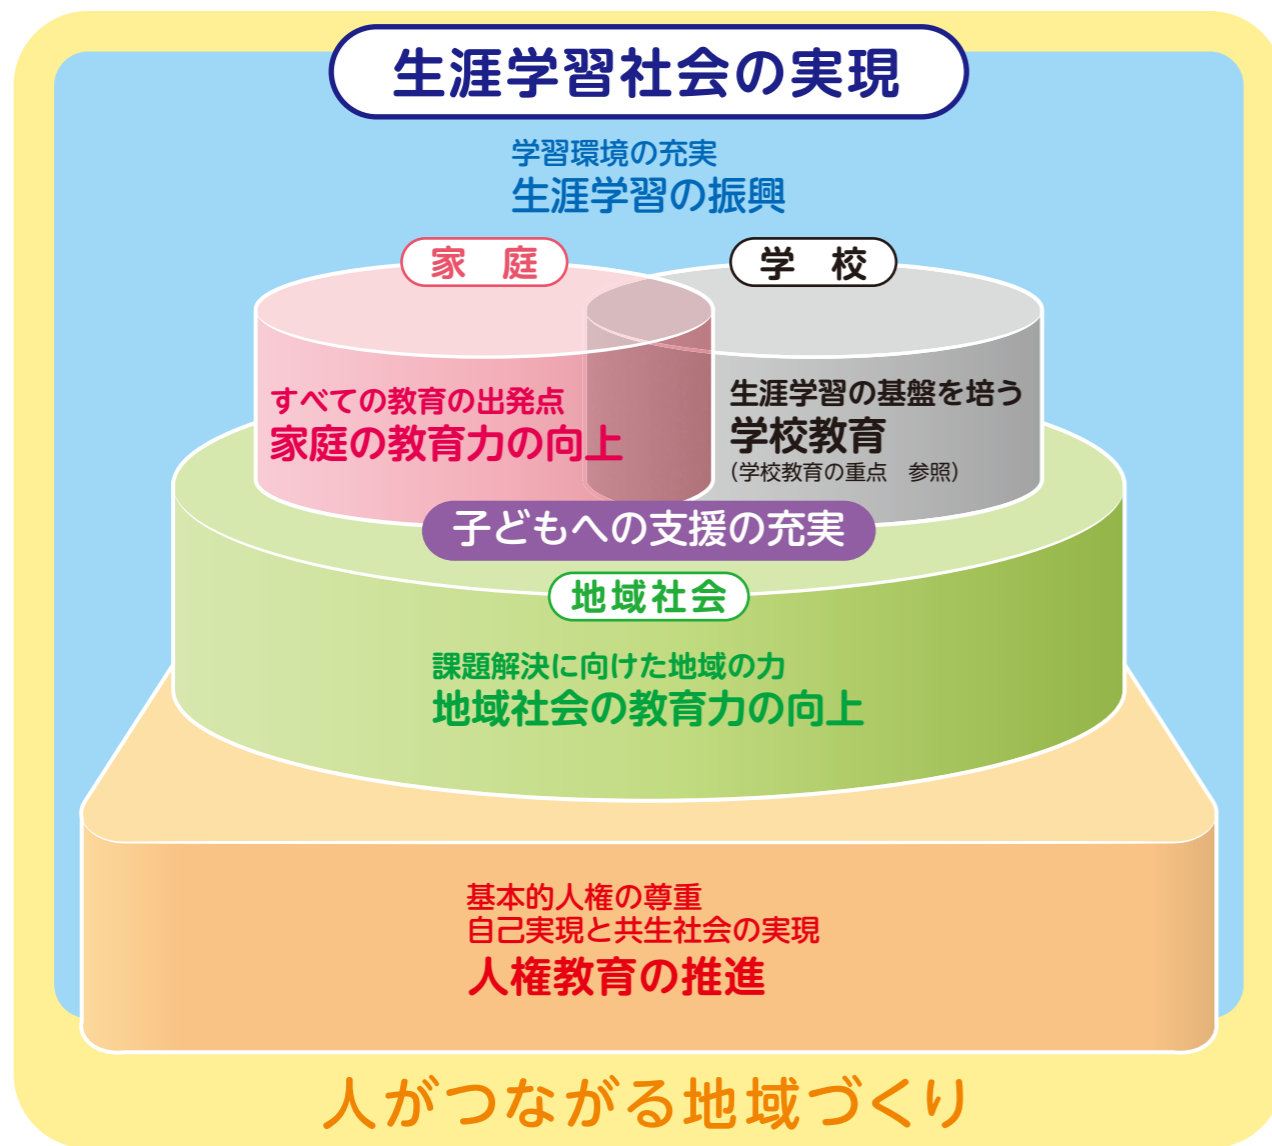 生涯学習社会の実現
学習環境の充実
生涯学習の振興
家　庭
学　校
すべての教育の出発点
家庭の教育力の向上
生涯学習の基盤を培う
学校教育
(学校教育の重点　参照)
子どもへの支援の充実
地域社会
課題解決に向けた地域の力
地域社会の教育力の向上
基本的人権の尊重
自己実現と共生社会の実現
人権教育の推進
人がつながる地域づくり